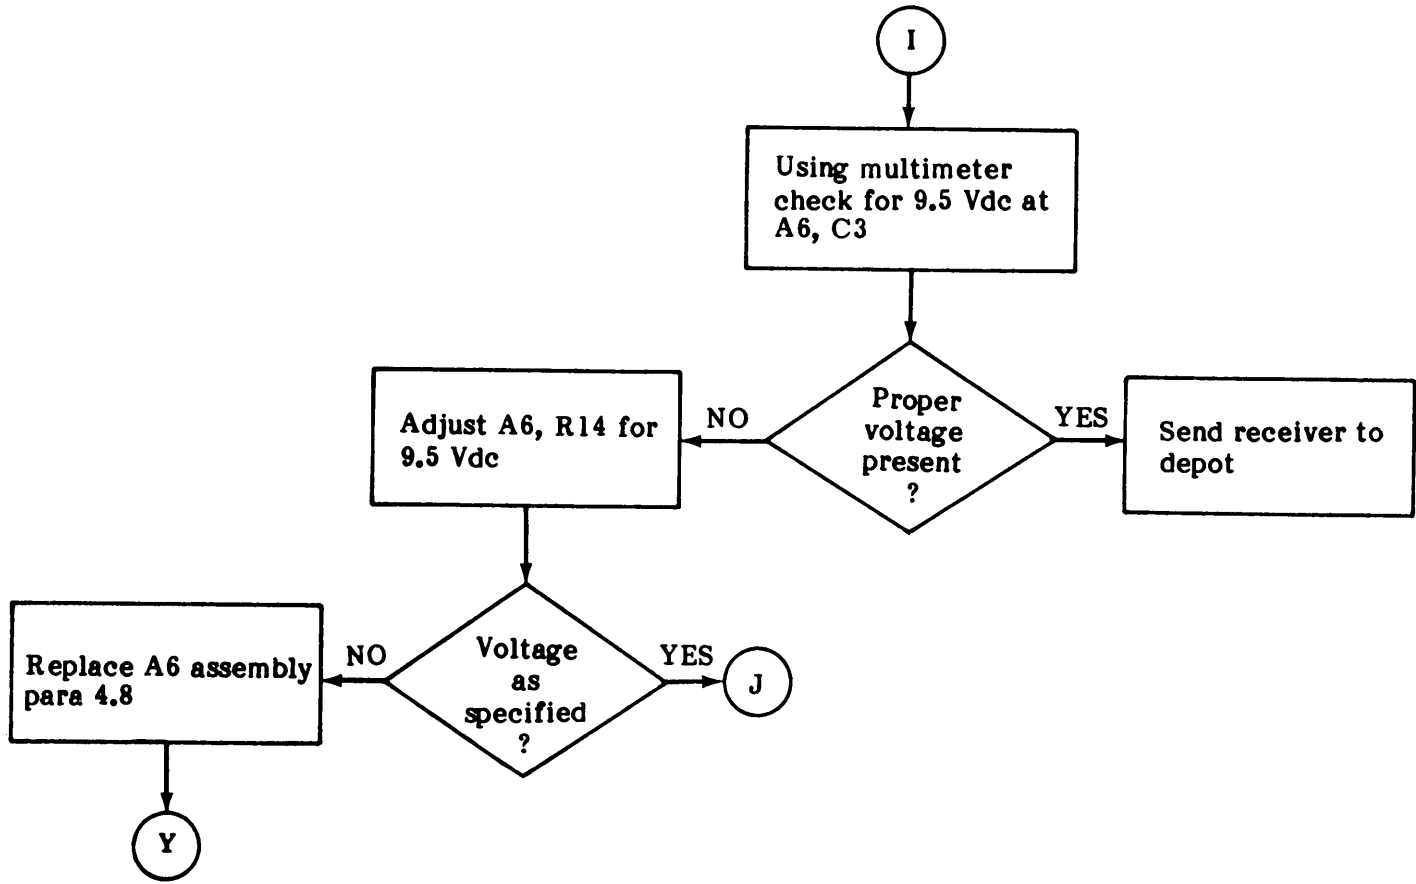 I
Using multimeter
check for 9.5 Vdc at
A6, C3
Proper
voltage
present
?
NO
YES
Adjust A6, R14 for
9.5 Vdc
Send receiver to
depot
Voltage
as
specified
?
NO
YES
Replace A6 assembly
para 4.8
J
Y